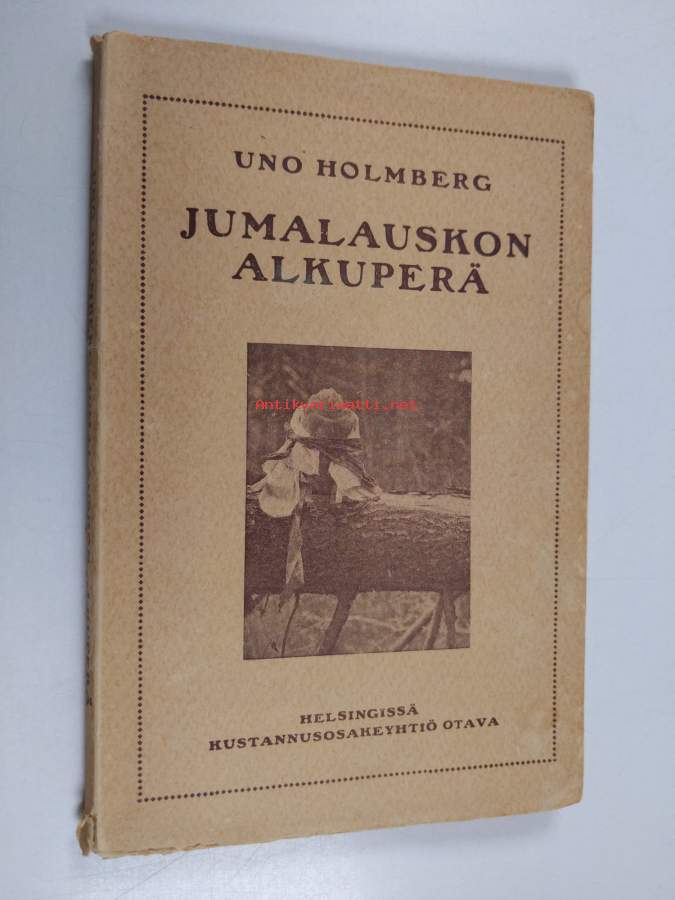 UNO HOLMBERG
JUMALAUSKON
ALKUPERÄ
Antikvariaatti.net
HELSINGISSÄ
KUSTANNUSOSAKEYHTIÖ OTAVA